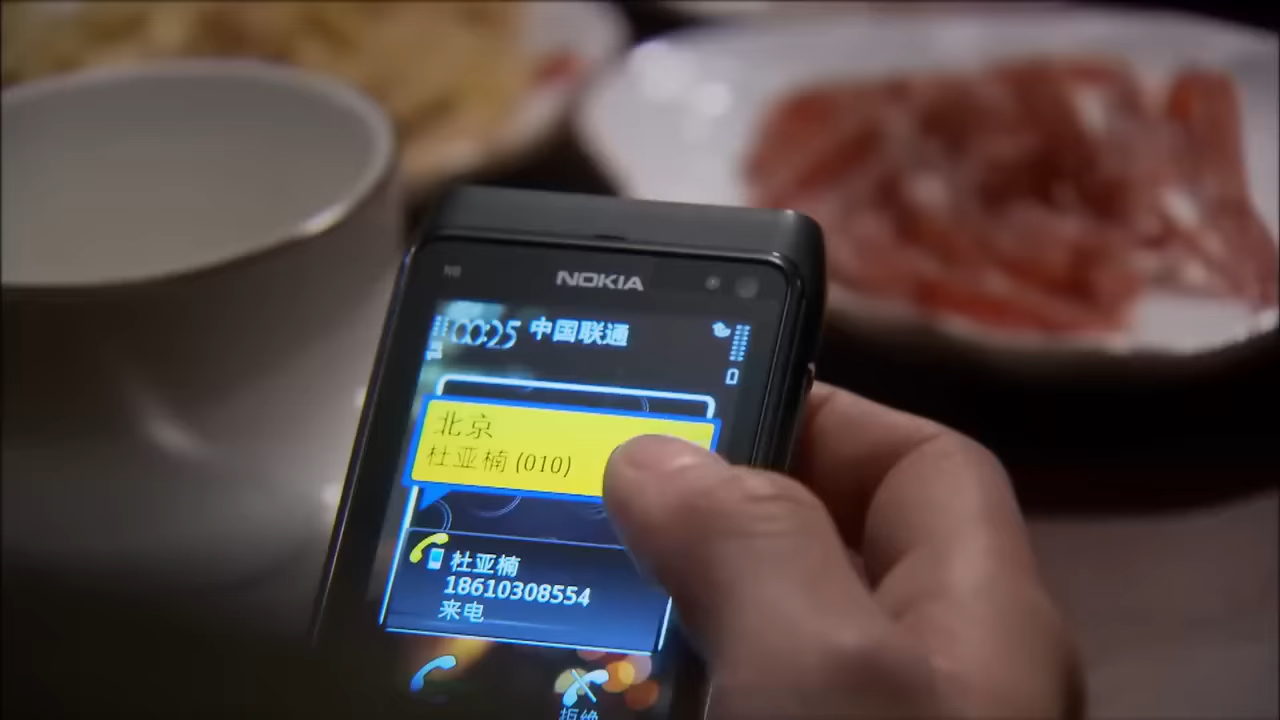 N8
NOKIA
00:25 中国联通
北京
杜亚楠 (010)
杜亚楠
18610308554
来电
拒绝